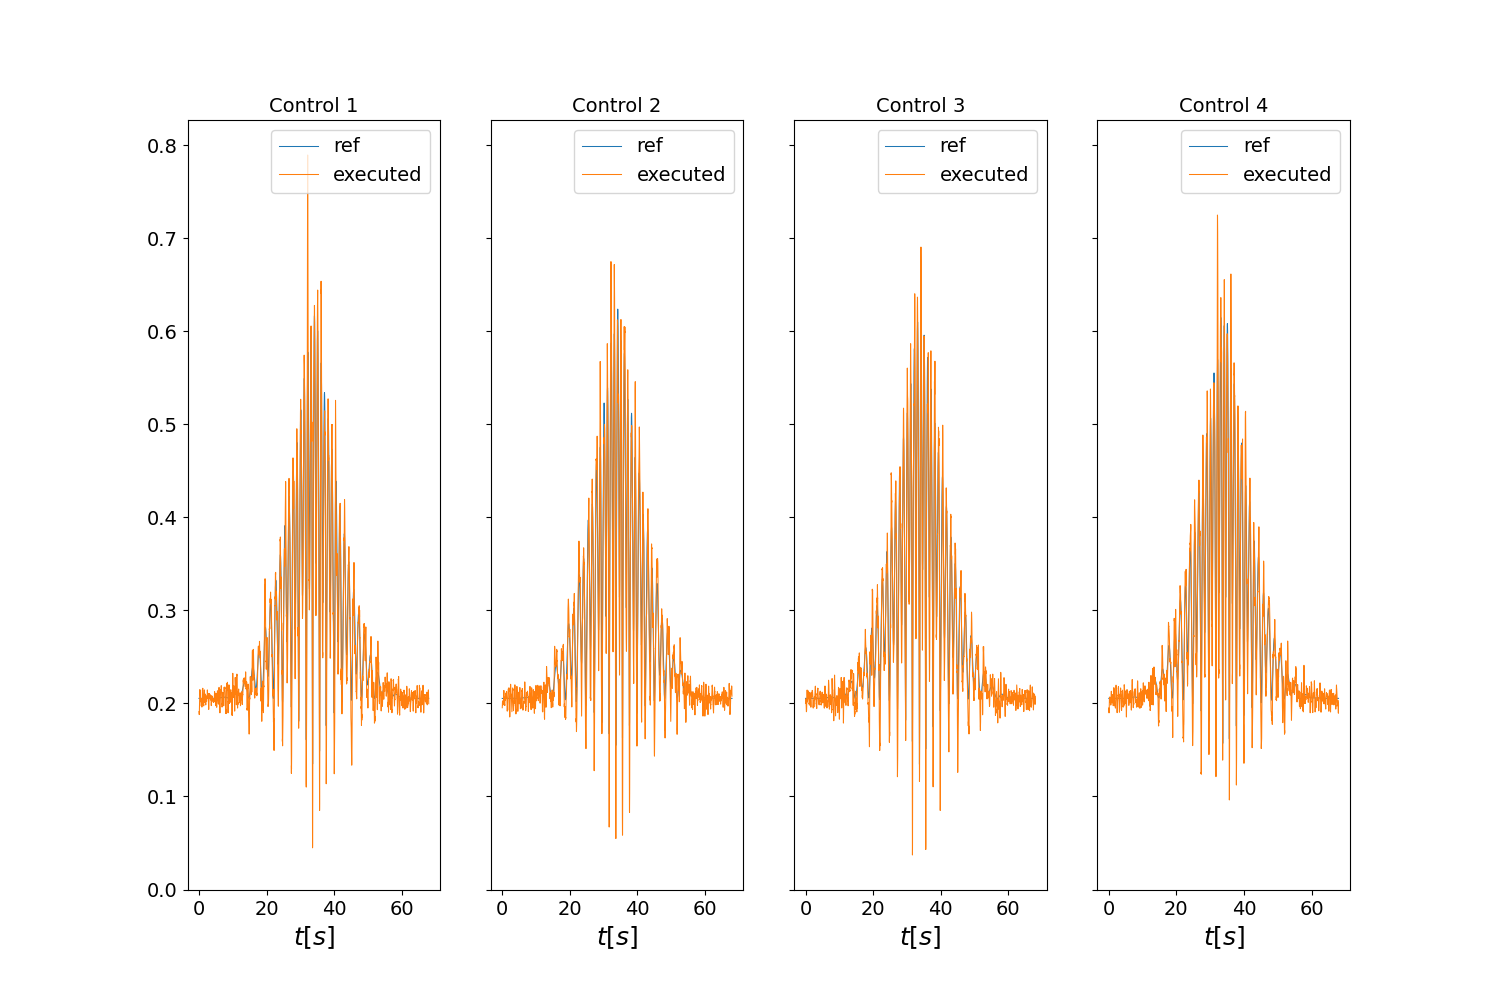 Control 1
Control 2
Control 3
Control 4
ref
executed
ref
executed
ref
executed
ref
executed
0.8
0.7
0.6
0.5
0.4
0.3
0.2
0.1
0.0
0 20 40 60
0 20 40 60
0 20 40 60
0 20 40 60
t[s]
t[s]
t[s]
t[s]